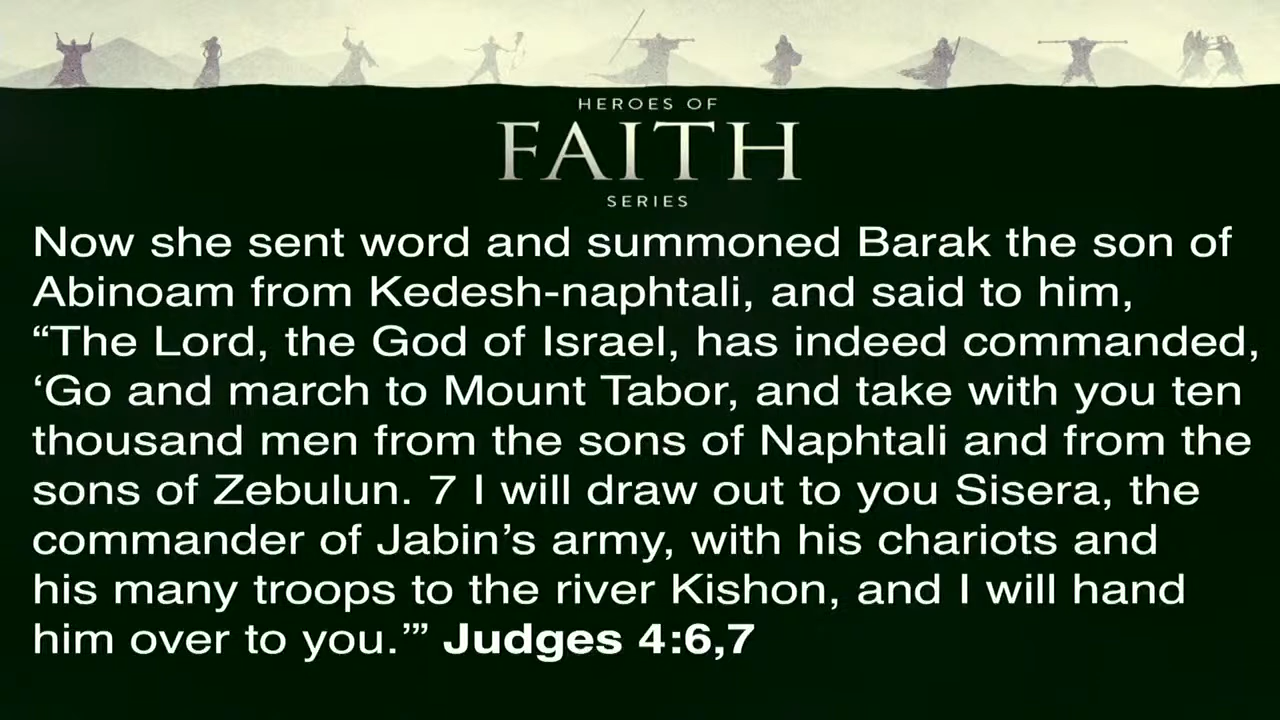 HEROES OF
FAITH
SERIES
Now she sent word and summoned Barak the son of
Abinoam from Kedesh-naphtali, and said to him,
“The Lord, the God of Israel, has indeed commanded,
‘Go and march to Mount Tabor, and take with you ten
thousand men from the sons of Naphtali and from the
sons of Zebulun. 7 I will draw out to you Sisera, the
commander of Jabin’s army, with his chariots and
his many troops to the river Kishon, and I will hand
him over to you.’” Judges 4:6,7